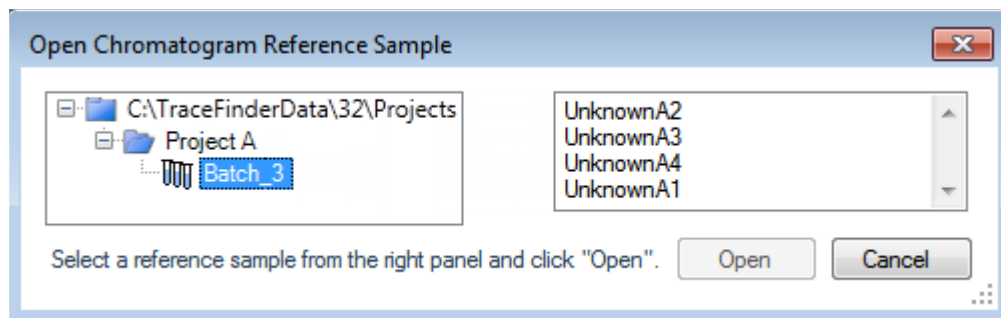 Open Chromatogram Reference Sample
C:\TraceFinderData\32\Projects
Project A
Batch_3
UnknownA2
UnknownA3
UnknownA4
UnknownA1
Select a reference sample from the right panel and click "Open".
Open
Cancel